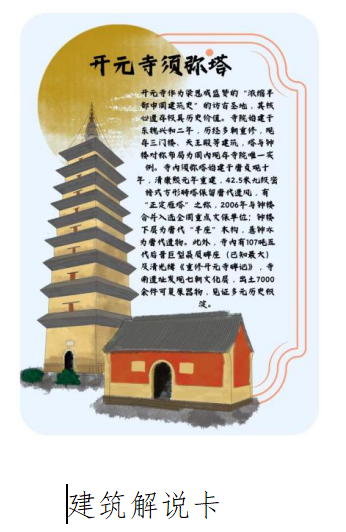 开元寺须弥塔
开元寺作为梁思成盛赞的“浓缩半
部中国建筑史”的访古圣地，其核
心遗存极具历史价值。寺院始建于
东魏兴和二年，历经多朝重修，现
存三门楼、天王殿等建筑，塔与钟
楼对称布局为国内现存寺院唯一实
例。寺内须弥塔始建于唐贞观十
年，清康熙元年重建，42.5米九级密
檐式方形砖塔保留唐代遗风，有
“正定雁塔”之称，2006年与钟楼
合并入选全国重点文保单位；钟楼
下层为唐代“半座”木构，悬钟亦
为唐代遗物。此外，寺内有107吨五
代局唇巨型赑屃碑座（已知最大）
及清光绪《重修开元寺碑记》，寺
南遗址发现七朝文化层，出土7000
余件可复原器物，见证多元历史积
淀。
建筑解说卡